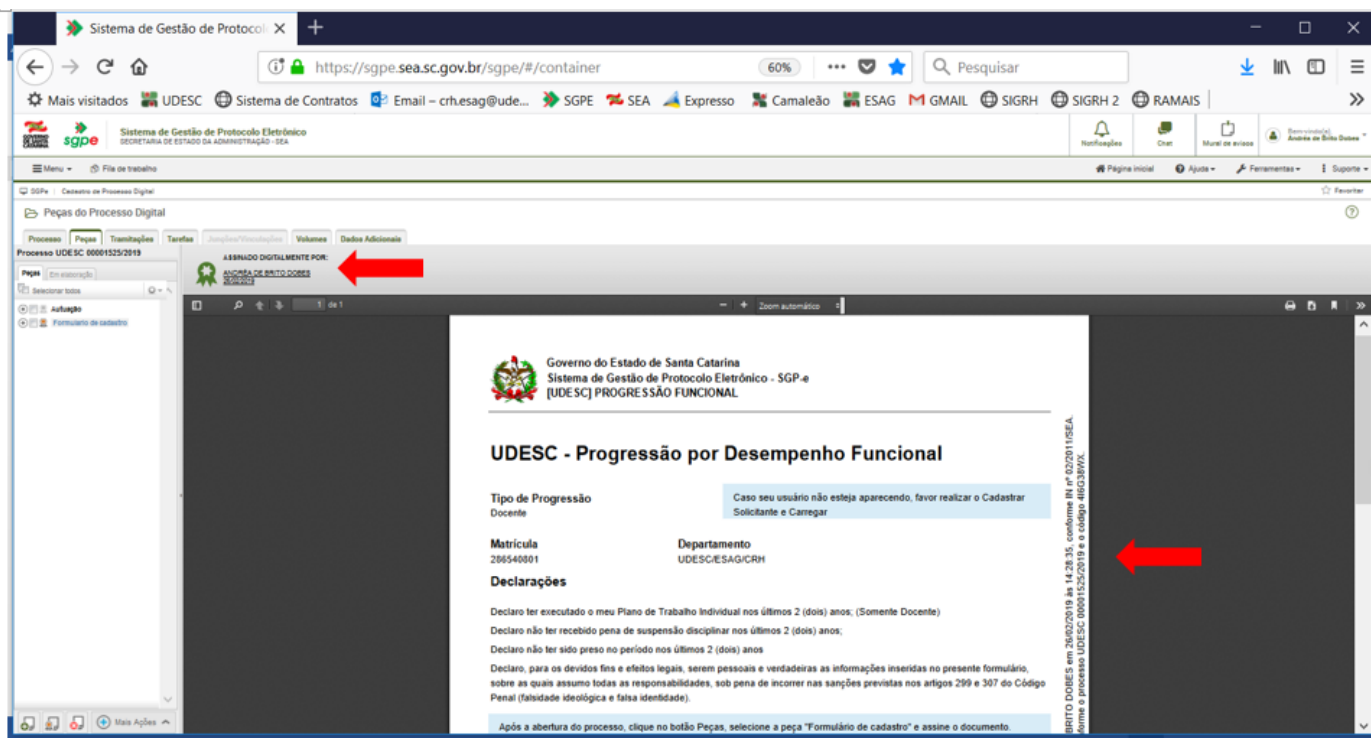 Sistema de Gestão de Protocol
https://sgpe.sea.sc.gov.br/sgpe/#/container
60%
Pesquisar
Mais visitados UDESC Sistema de Contratos Email – crh.esag@ude... SGPE SEA Expresso Camaleão ESAG GMAIL SIGRH SIGRH 2 RAMAIS
sgpe
Sistema de Gestão de Protocolo Eletrônico
SECRETARIA DE ESTADO DA ADMINISTRAÇÃO - SEA
Notificações Chat Mural de avisos Bem-vindo(a), Andréa de Brito Dobes
Menu Fila de trabalho Página inicial Ajuda Ferramentas Suporte
SGPe Cadastro de Processo Digital Favoritar
Peças do Processo Digital
Processo Peças Tramitações Tarefas Junções/Vinculações Volumes Dados Adicionais
Processo UDESC 00001525/2019
ASSINADO DIGITALMENTE POR:
ANDRÉA DE BRITO DOBES
26/02/2019
Peças Em elaboração
Selecionar todos
Autuação
Formulário de cadastro
1 de 1
Zoom automático
Governo do Estado de Santa Catarina
Sistema de Gestão de Protocolo Eletrônico - SGP-e
[UDESC] PROGRESSÃO FUNCIONAL
UDESC - Progressão por Desempenho Funcional
Tipo de Progressão
Docente
Caso seu usuário não esteja aparecendo, favor realizar o Cadastrar
Solicitante e Carregar
Matrícula Departamento
286540801 UDESC/ESAG/CRH
Declarações
Declaro ter executado o meu Plano de Trabalho Individual nos últimos 2 (dois) anos; (Somente Docente)
Declaro não ter recebido pena de suspensão disciplinar nos últimos 2 (dois) anos;
Declaro não ter sido preso no período nos últimos 2 (dois) anos
Declaro, para os devidos fins e efeitos legais, serem pessoais e verdadeiras as informações inseridas no presente formulário,
sobre as quais assumo todas as responsabilidades, sob pena de incorrer nas sanções previstas nos artigos 299 e 307 do Código
Penal (falsidade ideológica e falsa identidade).
Após a abertura do processo, clique no botão Peças, selecione a peça "Formulário de cadastro" e assine o documento.
BRITO DOBES em 26/02/2019 às 14:28:35, conforme IN nº 02/2011/SEA.
forme o processo UDESC 00001525/2019 e o código 4I6G38WX.
Mais Ações